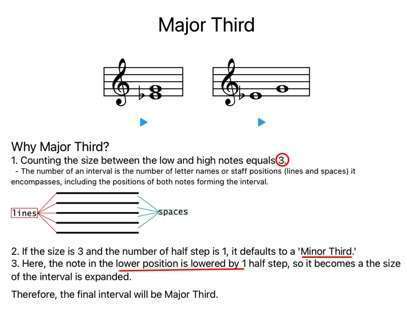 Major Third
Why Major Third?
1. Counting the size between the low and high notes equals 3.
- The number of an interval is the number of letter names or staff positions (lines and spaces) it
encompasses, including the positions of both notes forming the interval.
lines
spaces
2. If the size is 3 and the number of half step is 1, it defaults to a 'Minor Third.'
3. Here, the note in the lower position is lowered by 1 half step, so it becomes a the size
of the interval is expanded.
Therefore, the final interval will be Major Third.